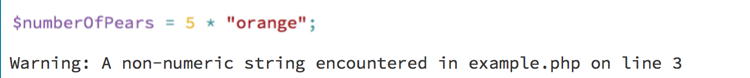 $numberOfPears = 5 * "orange";
Warning: A non-numeric string encountered in example.php on line 3